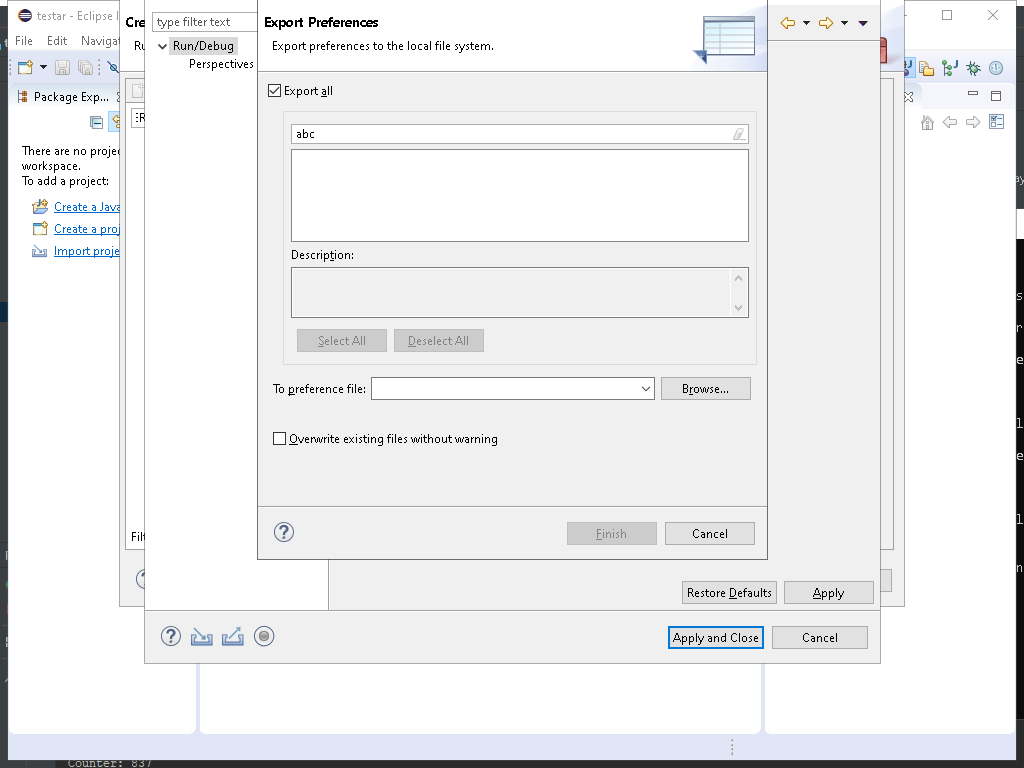 testar - Eclipse I
File Edit Navigat
Package Exp...
There are no proje
workspace.
To add a project:
Create a Java
Create a proj
Import proje
Cre
Ru
:R
Filt
type filter text
Run/Debug
Perspectives
Export Preferences
Export preferences to the local file system.
Export all
abc
Description:
Select All Deselect All
To preference file: Browse...
Overwrite existing files without warning
Finish Cancel
Restore Defaults Apply
Apply and Close Cancel
Counter: 837